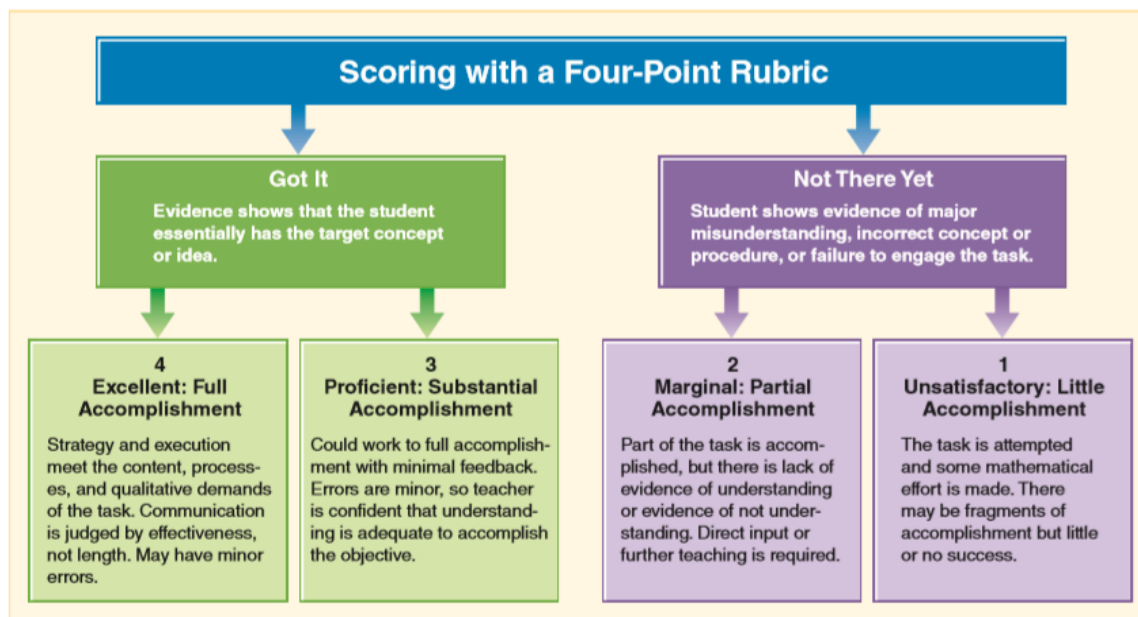 Scoring with a Four-Point Rubric
Got It
Evidence shows that the student
essentially has the target concept
or idea.
Not There Yet
Student shows evidence of major
misunderstanding, incorrect concept or
procedure, or failure to engage the task.
4
Excellent: Full
Accomplishment
Strategy and execution
meet the content, process-
es, and qualitative demands
of the task. Communication
is judged by effectiveness,
not length. May have minor
errors.
3
Proficient: Substantial
Accomplishment
Could work to full accomplish-
ment with minimal feedback.
Errors are minor, so teacher
is confident that understand-
ing is adequate to accomplish
the objective.
2
Marginal: Partial
Accomplishment
Part of the task is accom-
plished, but there is lack of
evidence of understanding
or evidence of not under-
standing. Direct input or
further teaching is required.
1
Unsatisfactory: Little
Accomplishment
The task is attempted
and some mathematical
effort is made. There
may be fragments of
accomplishment but little
or no success.